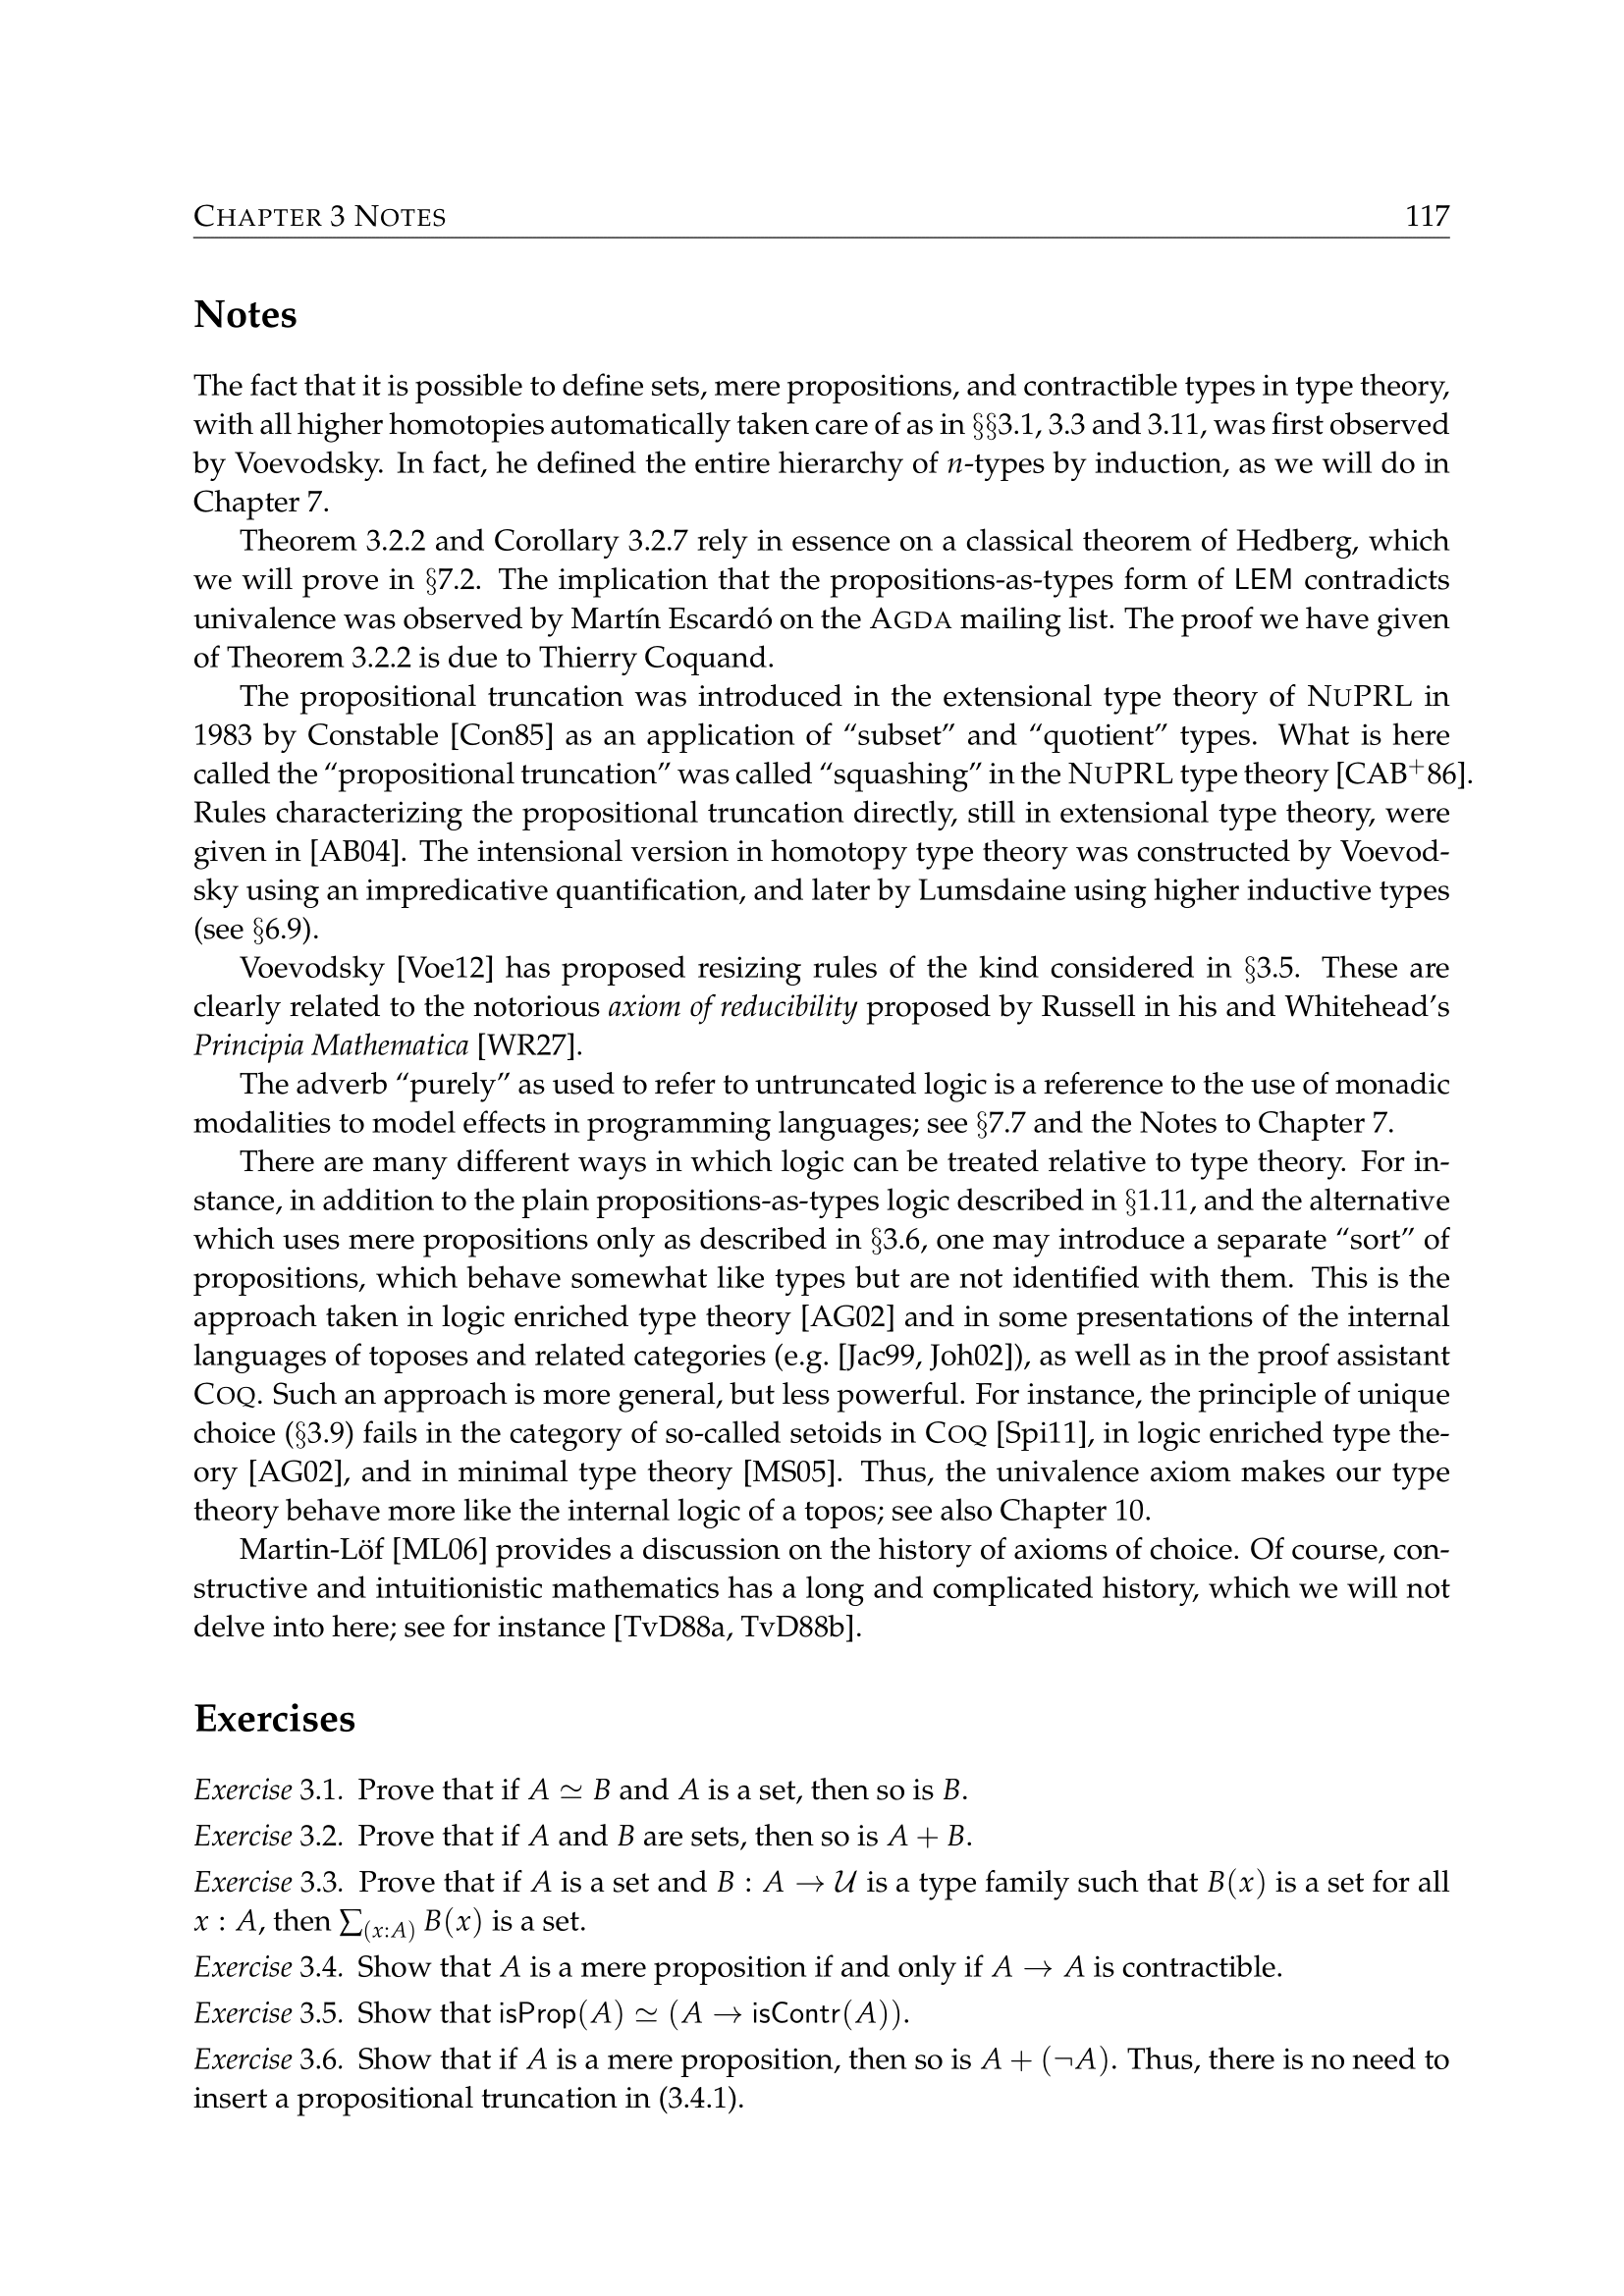 CHAPTER 3 NOTES 117
Notes
The fact that it is possible to define sets, mere propositions, and contractible types in type theory,
with all higher homotopies automatically taken care of as in §§3.1, 3.3 and 3.11, was first observed
by Voevodsky. In fact, he defined the entire hierarchy of n-types by induction, as we will do in
Chapter 7.
Theorem 3.2.2 and Corollary 3.2.7 rely in essence on a classical theorem of Hedberg, which
we will prove in §7.2. The implication that the propositions-as-types form of LEM contradicts
univalence was observed by Martín Escardó on the AGDA mailing list. The proof we have given
of Theorem 3.2.2 is due to Thierry Coquand.
The propositional truncation was introduced in the extensional type theory of NUPRL in
1983 by Constable [Con85] as an application of “subset” and “quotient” types. What is here
called the “propositional truncation” was called “squashing” in the NUPRL type theory [CAB⁺86].
Rules characterizing the propositional truncation directly, still in extensional type theory, were
given in [AB04]. The intensional version in homotopy type theory was constructed by Voevod-
sky using an impredicative quantification, and later by Lumsdaine using higher inductive types
(see §6.9).
Voevodsky [Voe12] has proposed resizing rules of the kind considered in §3.5. These are
clearly related to the notorious axiom of reducibility proposed by Russell in his and Whitehead’s
Principia Mathematica [WR27].
The adverb “purely” as used to refer to untruncated logic is a reference to the use of monadic
modalities to model effects in programming languages; see §7.7 and the Notes to Chapter 7.
There are many different ways in which logic can be treated relative to type theory. For in-
stance, in addition to the plain propositions-as-types logic described in §1.11, and the alternative
which uses mere propositions only as described in §3.6, one may introduce a separate “sort” of
propositions, which behave somewhat like types but are not identified with them. This is the
approach taken in logic enriched type theory [AG02] and in some presentations of the internal
languages of toposes and related categories (e.g. [Jac99, Joh02]), as well as in the proof assistant
COQ. Such an approach is more general, but less powerful. For instance, the principle of unique
choice (§3.9) fails in the category of so-called setoids in COQ [Spi11], in logic enriched type the-
ory [AG02], and in minimal type theory [MS05]. Thus, the univalence axiom makes our type
theory behave more like the internal logic of a topos; see also Chapter 10.
Martin-Löf [ML06] provides a discussion on the history of axioms of choice. Of course, con-
structive and intuitionistic mathematics has a long and complicated history, which we will not
delve into here; see for instance [TvD88a, TvD88b].
Exercises
Exercise 3.1. Prove that if A ≃ B and A is a set, then so is B.
Exercise 3.2. Prove that if A and B are sets, then so is A + B.
Exercise 3.3. Prove that if A is a set and B : A → 𝒰 is a type family such that B(x) is a set for all
x : A, then ∑(x:A) B(x) is a set.
Exercise 3.4. Show that A is a mere proposition if and only if A → A is contractible.
Exercise 3.5. Show that isProp(A) ≃ (A → isContr(A)).
Exercise 3.6. Show that if A is a mere proposition, then so is A + (¬A). Thus, there is no need to
insert a propositional truncation in (3.4.1).